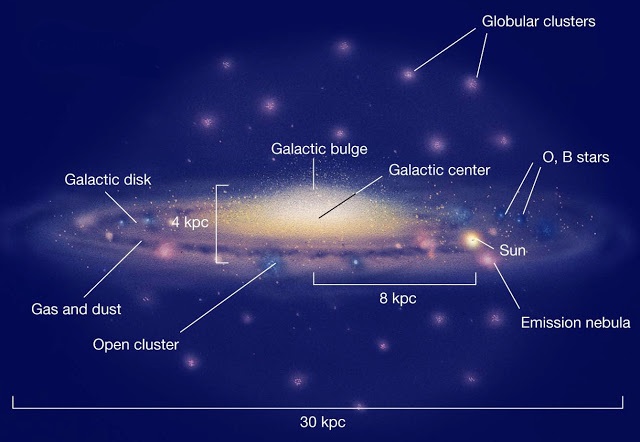 Globular clusters
Galactic bulge
O, B stars
Galactic center
Galactic disk
4 kpc
Sun
8 kpc
Gas and dust
Emission nebula
Open cluster
30 kpc